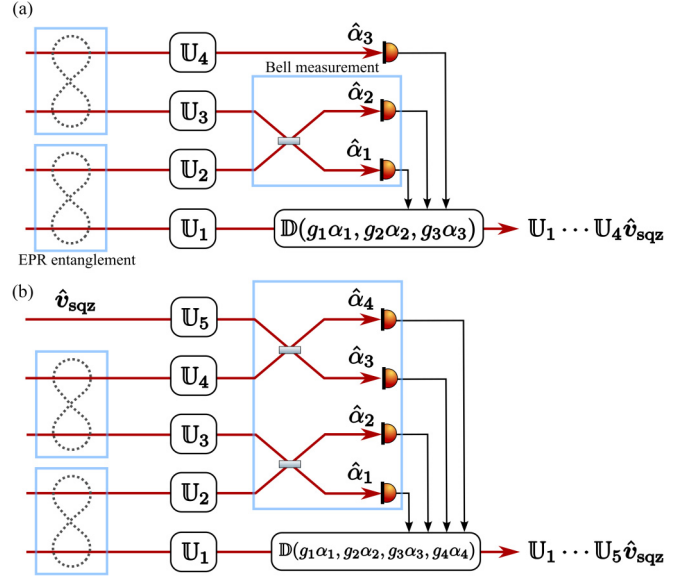 (a)
𝕌₄
α̂₃
Bell measurement
𝕌₃
α̂₂
𝕌₂
α̂₁
𝕌₁
𝔻(g₁α₁, g₂α₂, g₃α₃)
𝕌₁ ⋯ 𝕌₄v̂sqz
EPR entanglement
(b)
v̂sqz
𝕌₅
α̂₄
𝕌₄
α̂₃
𝕌₃
α̂₂
𝕌₂
α̂₁
𝕌₁
𝔻(g₁α₁, g₂α₂, g₃α₃, g₄α₄)
𝕌₁ ⋯ 𝕌₅v̂sqz